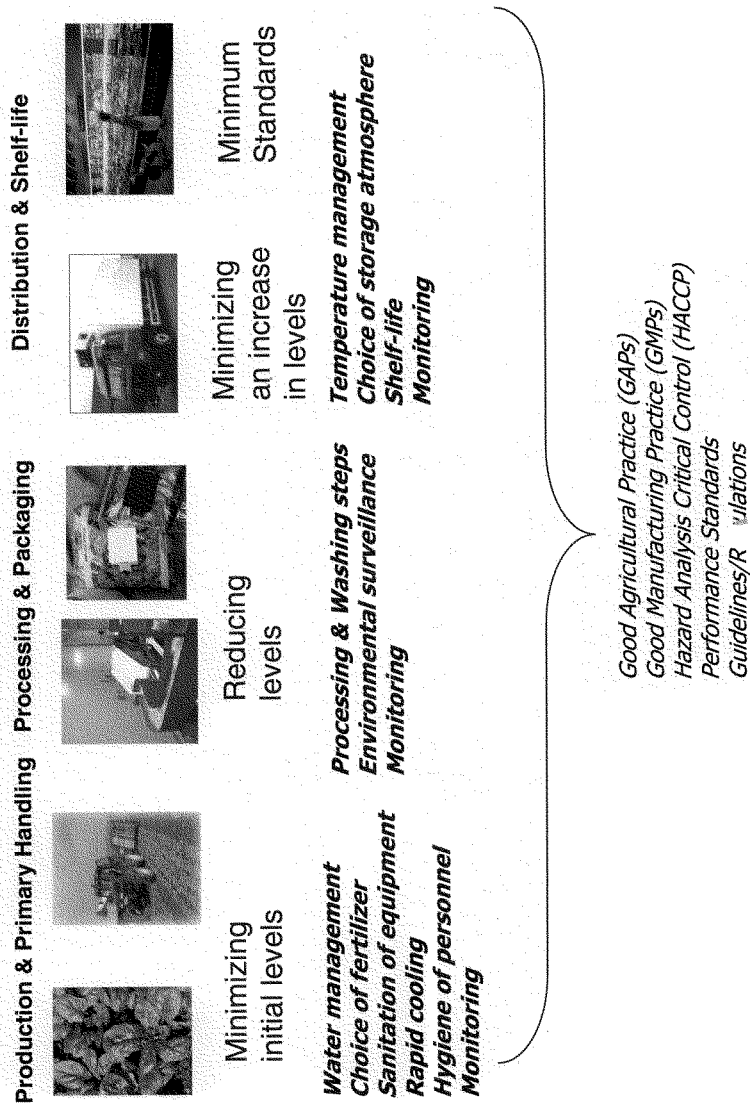 Production & Primary Handling
Processing & Packaging
Distribution & Shelf-life
Minimizing
initial levels
Reducing
levels
Minimizing
an increase
in levels
Minimum
Standards
Water management
Choice of fertilizer
Sanitation of equipment
Rapid cooling
Hygiene of personnel
Monitoring
Processing & Washing steps
Environmental surveillance
Monitoring
Temperature management
Choice of storage atmosphere
Shelf-life
Monitoring
Good Agricultural Practice (GAPs)
Good Manufacturing Practice (GMPs)
Hazard Analysis Critical Control (HACCP)
Performance Standards
Guidelines/R ulations